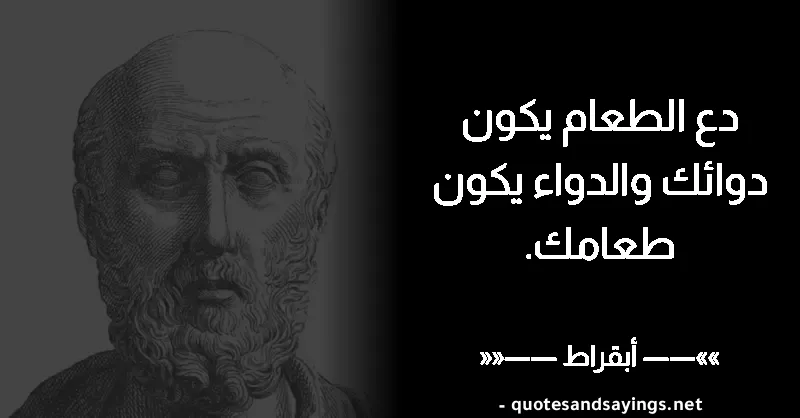 دع الطعام يكون
دوائك والدواء يكون
طعامك.
»»—— أبقراط ——««
- quotesandsayings.net